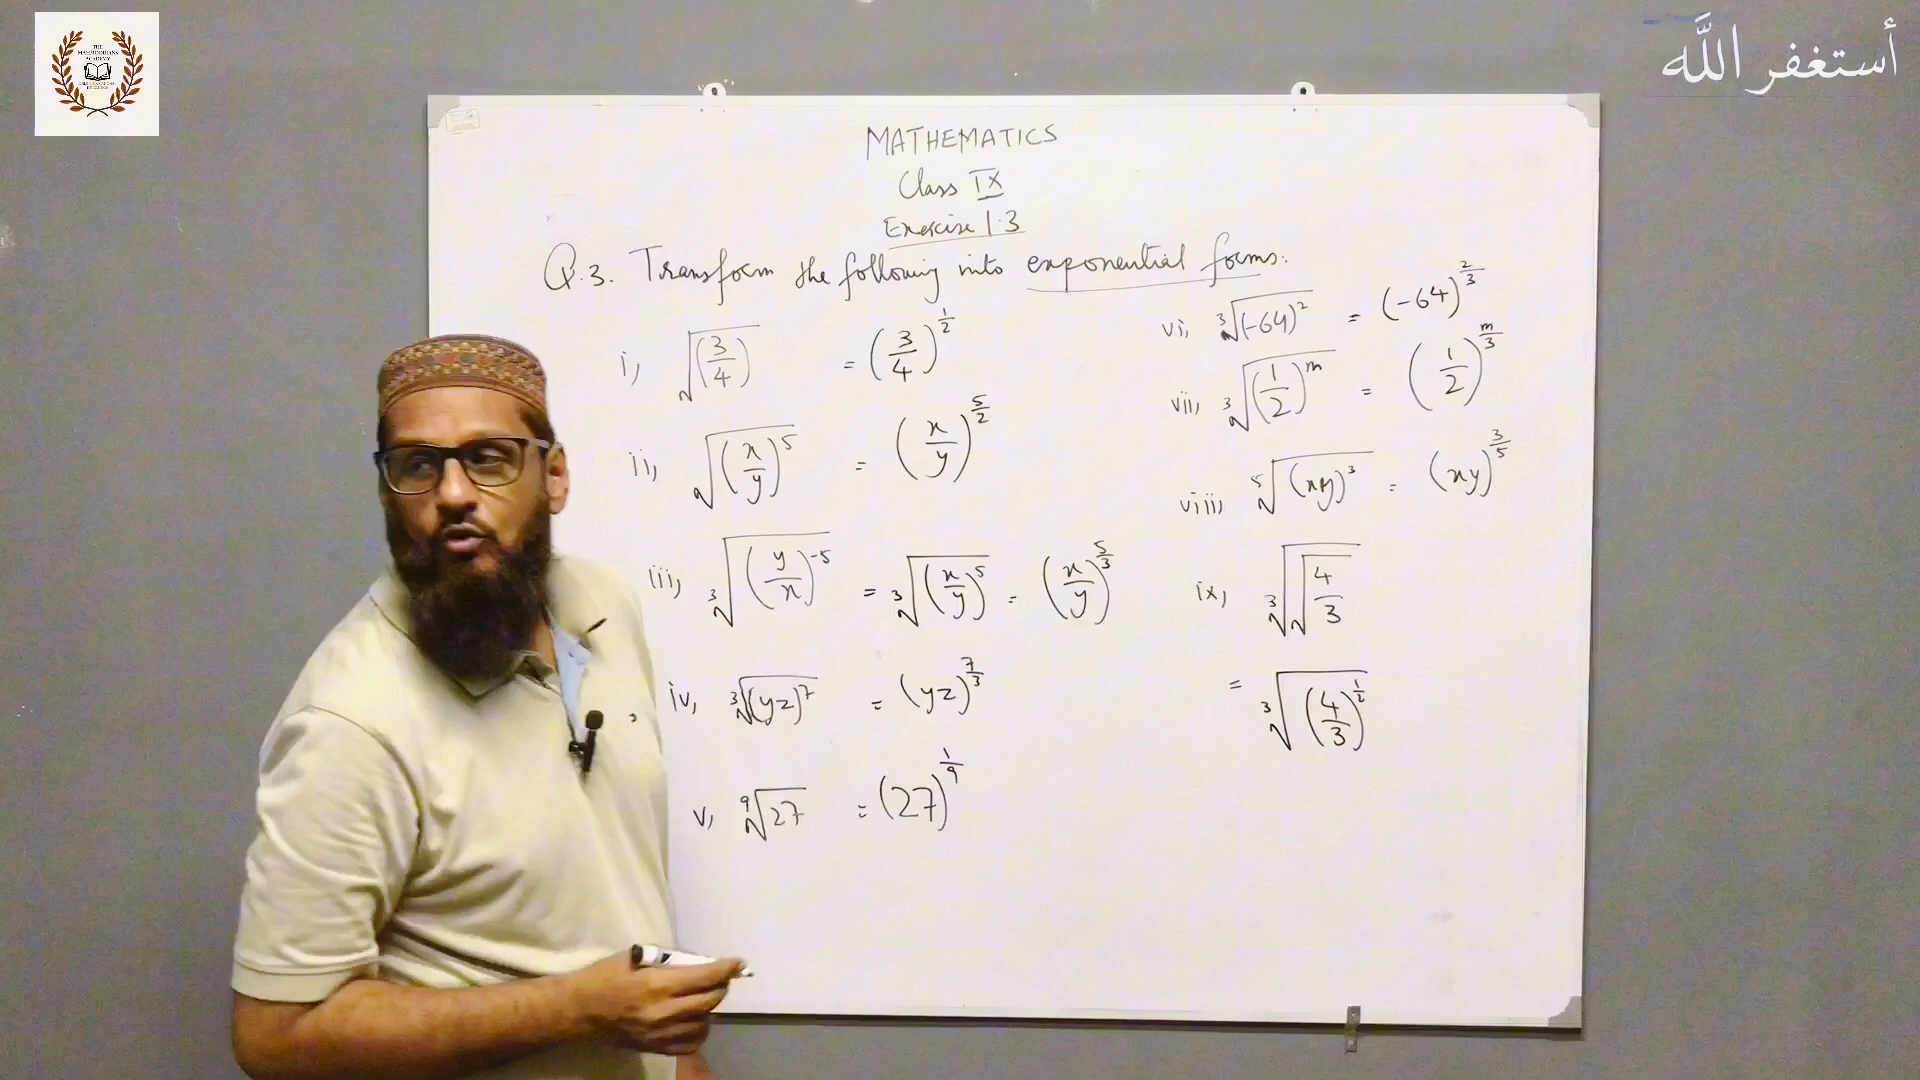 THE
MAHMOODIANS
ACADEMY
أستغفر الله
MATHEMATICS
Class IX
Exercise 1.3
Q.3. Transform the following into exponential forms:
i, √(3/4) = (3/4)^(1/2)
ii, √((x/y)^5) = (x/y)^(5/2)
iii, ∛((y/x)^-5) = ∛((x/y)^5) = (x/y)^(5/3)
iv, ∛((yz)^7) = (yz)^(7/3)
v, ⁹√27 = (27)^(1/9)
vi, ∛((-64)^2) = (-64)^(2/3)
vii, ∛((1/2)^m) = (1/2)^(m/3)
viii, ⁵√((xy)^3) = (xy)^(3/5)
ix, ∛(√(4/3))
= ∛((4/3)^(1/2))